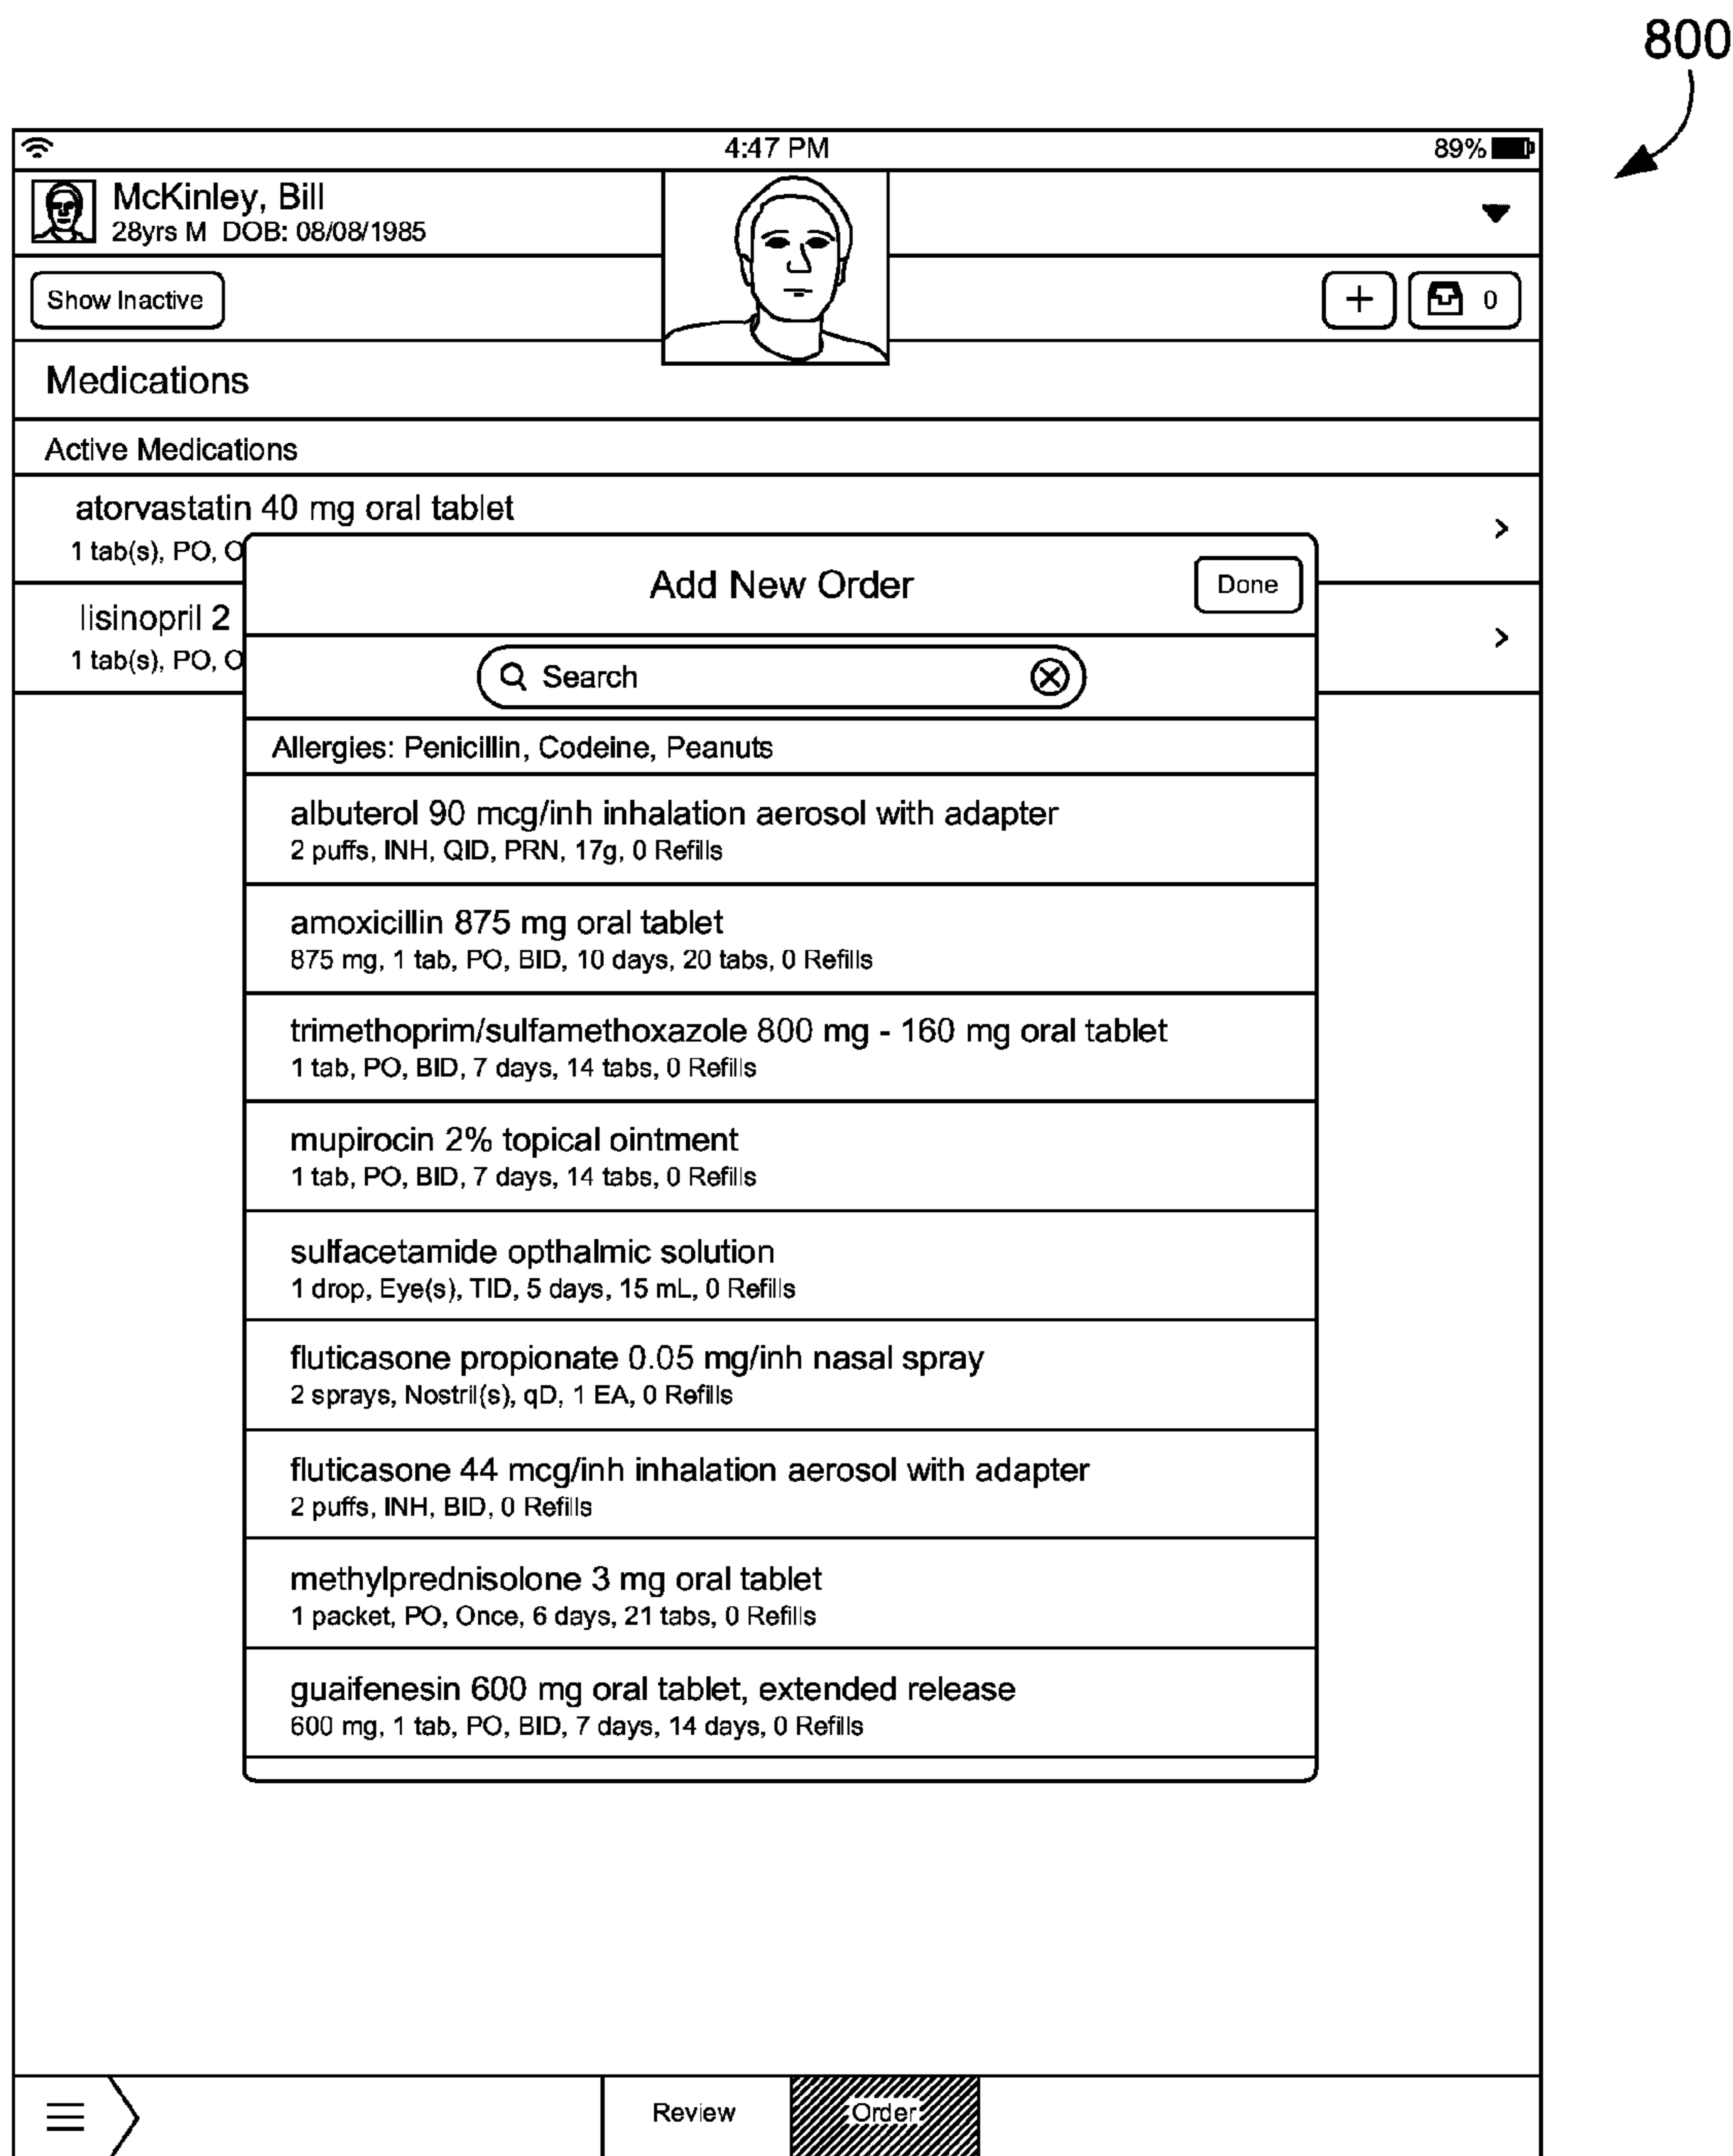 800
4:47 PM 89%
McKinley, Bill
28yrs M DOB: 08/08/1985
Show Inactive + 0
Medications
Active Medications
atorvastatin 40 mg oral tablet
1 tab(s), PO, O
lisinopril 2
1 tab(s), PO, O
Add New Order Done
Search
Allergies: Penicillin, Codeine, Peanuts
albuterol 90 mcg/inh inhalation aerosol with adapter
2 puffs, INH, QID, PRN, 17g, 0 Refills
amoxicillin 875 mg oral tablet
875 mg, 1 tab, PO, BID, 10 days, 20 tabs, 0 Refills
trimethoprim/sulfamethoxazole 800 mg - 160 mg oral tablet
1 tab, PO, BID, 7 days, 14 tabs, 0 Refills
mupirocin 2% topical ointment
1 tab, PO, BID, 7 days, 14 tabs, 0 Refills
sulfacetamide opthalmic solution
1 drop, Eye(s), TID, 5 days, 15 mL, 0 Refills
fluticasone propionate 0.05 mg/inh nasal spray
2 sprays, Nostril(s), qD, 1 EA, 0 Refills
fluticasone 44 mcg/inh inhalation aerosol with adapter
2 puffs, INH, BID, 0 Refills
methylprednisolone 3 mg oral tablet
1 packet, PO, Once, 6 days, 21 tabs, 0 Refills
guaifenesin 600 mg oral tablet, extended release
600 mg, 1 tab, PO, BID, 7 days, 14 days, 0 Refills
Review Order